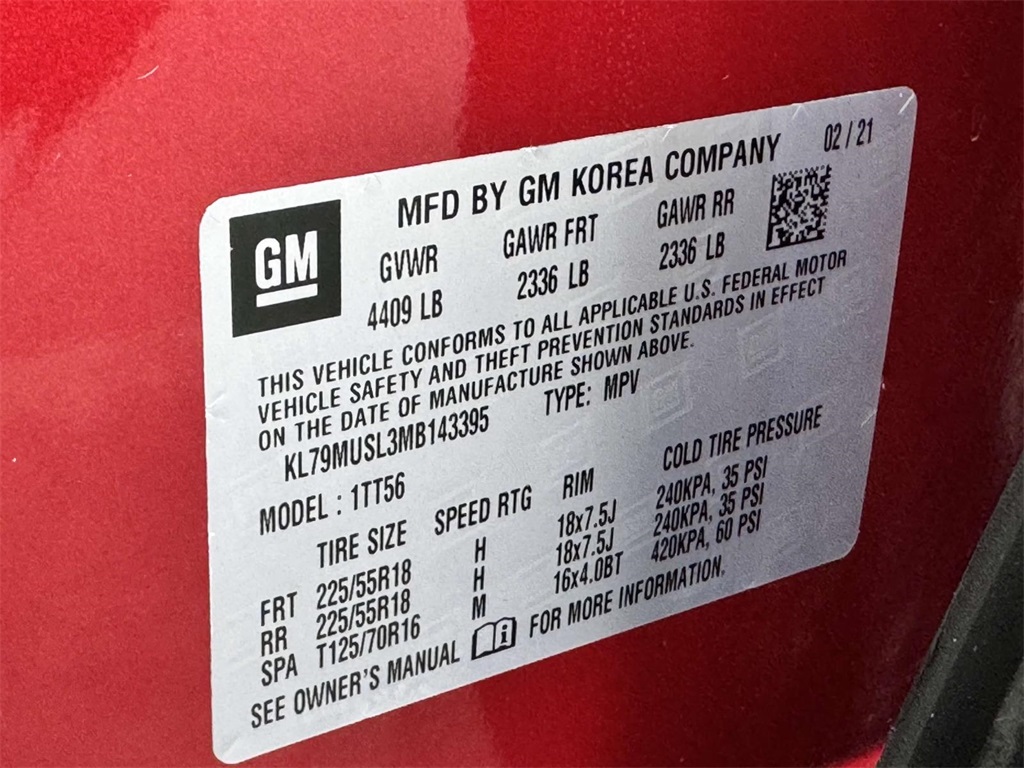 MFD BY GM KOREA COMPANY 02 / 21
GM
GVWR GAWR FRT GAWR RR
4409 LB 2336 LB 2336 LB
THIS VEHICLE CONFORMS TO ALL APPLICABLE U.S. FEDERAL MOTOR
VEHICLE SAFETY AND THEFT PREVENTION STANDARDS IN EFFECT
ON THE DATE OF MANUFACTURE SHOWN ABOVE.
KL79MUSL3MB143395 TYPE: MPV
MODEL : 1TT56
TIRE SIZE SPEED RTG RIM COLD TIRE PRESSURE
FRT 225/55R18 H 18x7.5J 240KPA, 35 PSI
RR 225/55R18 H 18x7.5J 240KPA, 35 PSI
SPA T125/70R16 M 16x4.0BT 420KPA, 60 PSI
SEE OWNER'S MANUAL FOR MORE INFORMATION.